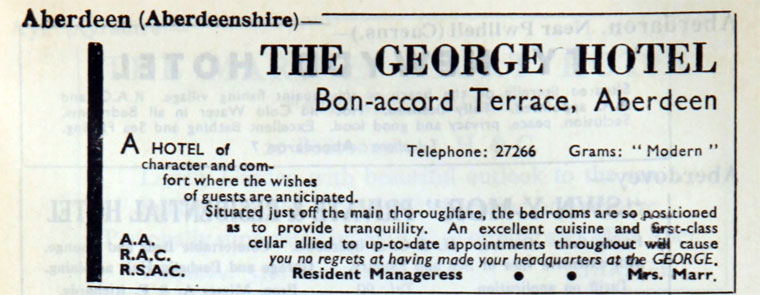 Aberdeen (Aberdeenshire)—
THE GEORGE HOTEL
Bon-accord Terrace, Aberdeen
A HOTEL of Telephone: 27266 Grams: "Modern"
character and com-
fort where the wishes
of guests are anticipated.
Situated just off the main thoroughfare, the bedrooms are so positioned
as to provide tranquillity. An excellent cuisine and first-class
A.A. cellar allied to up-to-date appointments throughout will cause
R.A.C. you no regrets at having made your headquarters at the GEORGE.
R.S.A.C. Resident Manageress • • • Mrs. Marr.